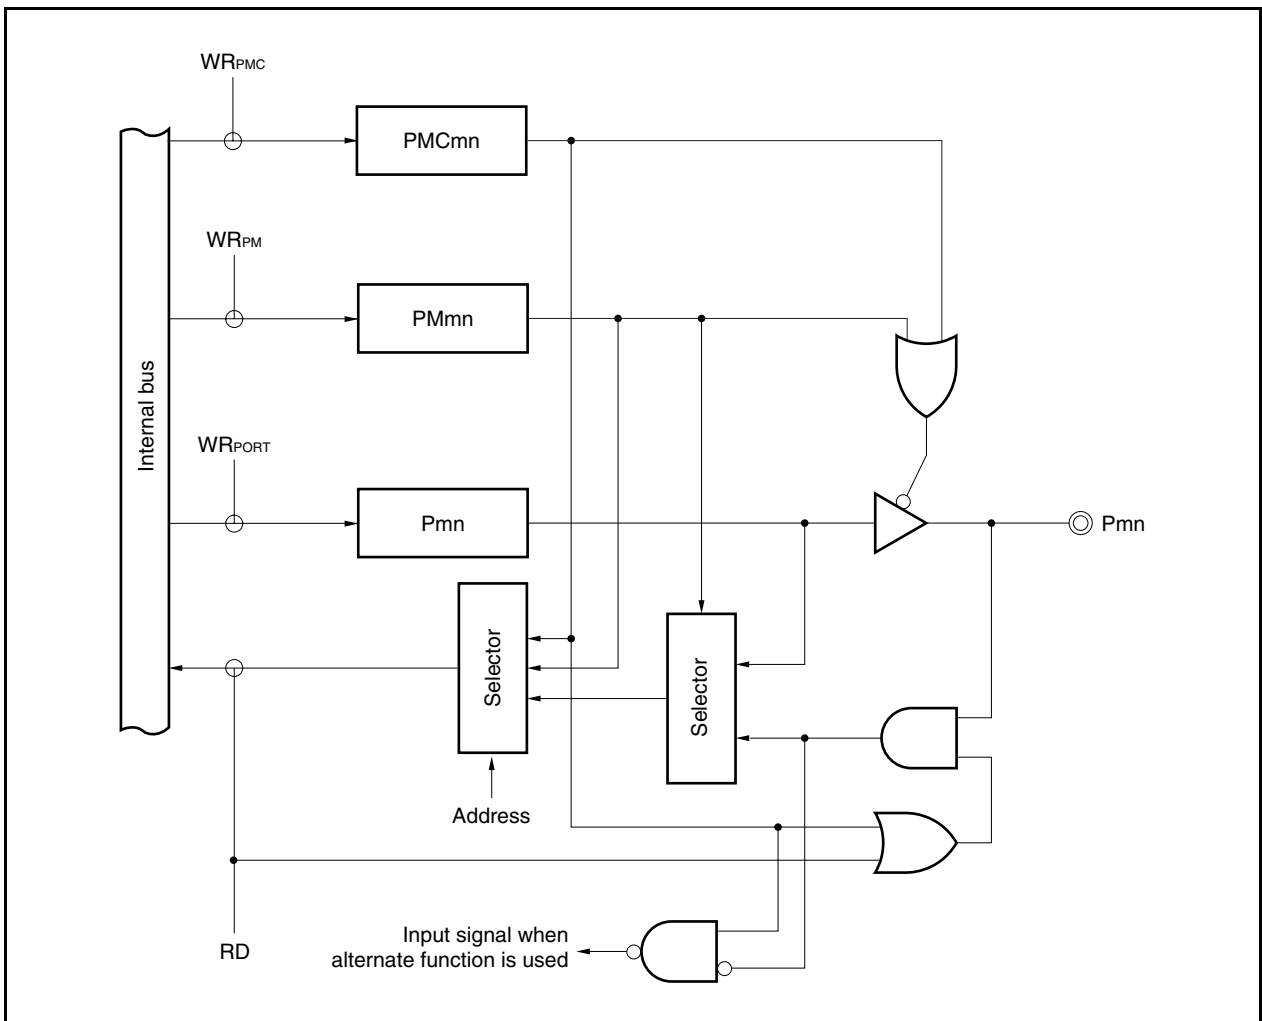 WRPMC
PMCmn
WRPM
PMmn
Internal bus
WRPORT
Pmn
Pmn
Selector
Selector
Address
RD
Input signal when
alternate function is used